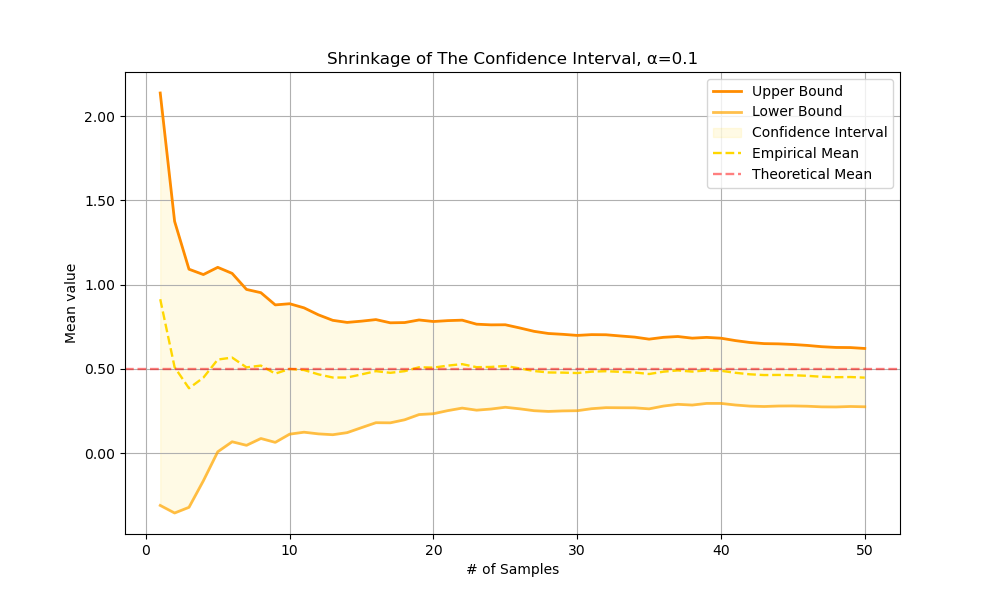 Shrinkage of The Confidence Interval, α=0.1
Upper Bound
Lower Bound
Confidence Interval
Empirical Mean
Theoretical Mean
Mean value
2.00
1.50
1.00
0.50
0.00
0 10 20 30 40 50
# of Samples